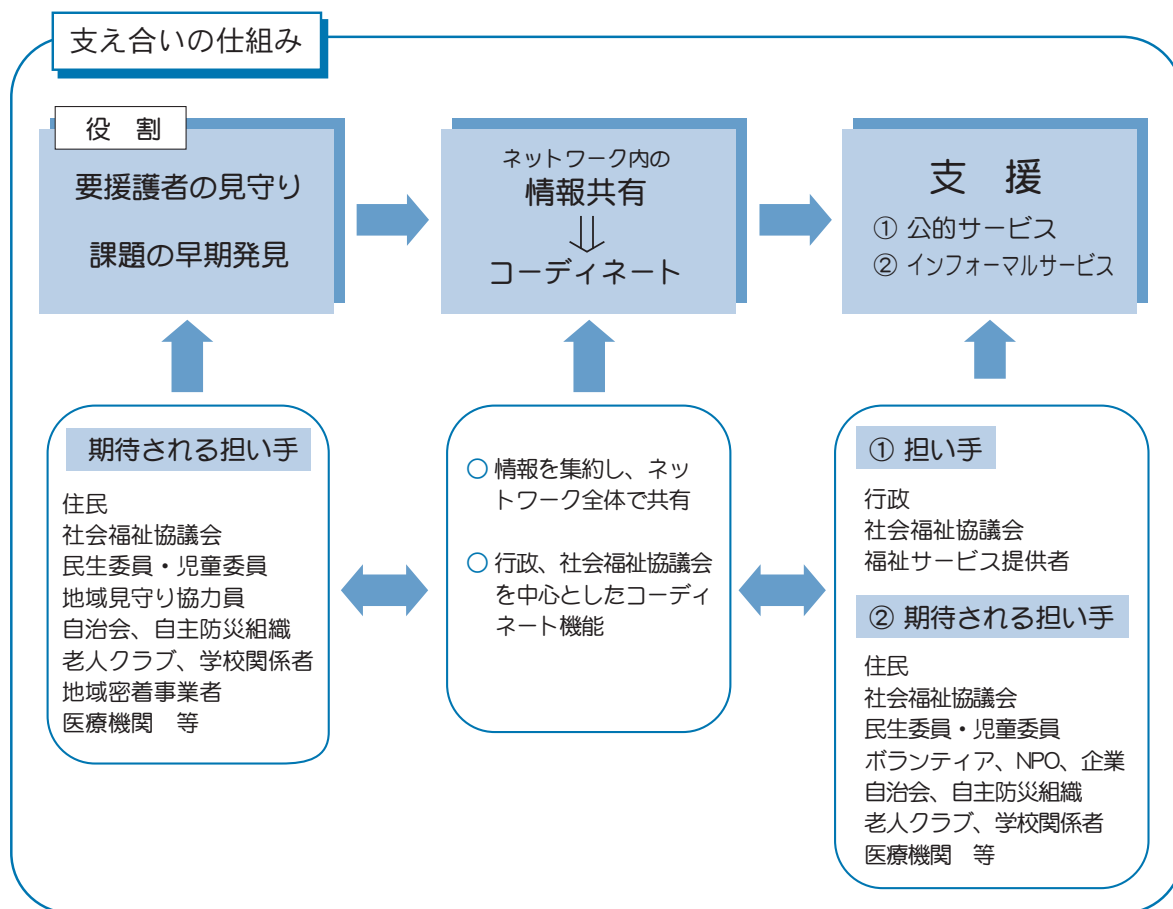 支え合いの仕組み
役　割
要援護者の見守り
課題の早期発見
ネットワーク内の
情報共有
⇓
コーディネート
支　援
① 公的サービス
② インフォーマルサービス
期待される担い手
住民
社会福祉協議会
民生委員・児童委員
地域見守り協力員
自治会、自主防災組織
老人クラブ、学校関係者
地域密着事業者
医療機関　等
○ 情報を集約し、ネッ
トワーク全体で共有
○ 行政、社会福祉協議会
を中心としたコーディ
ネート機能
① 担い手
行政
社会福祉協議会
福祉サービス提供者
② 期待される担い手
住民
社会福祉協議会
民生委員・児童委員
ボランティア、NPO、企業
自治会、自主防災組織
老人クラブ、学校関係者
医療機関　等